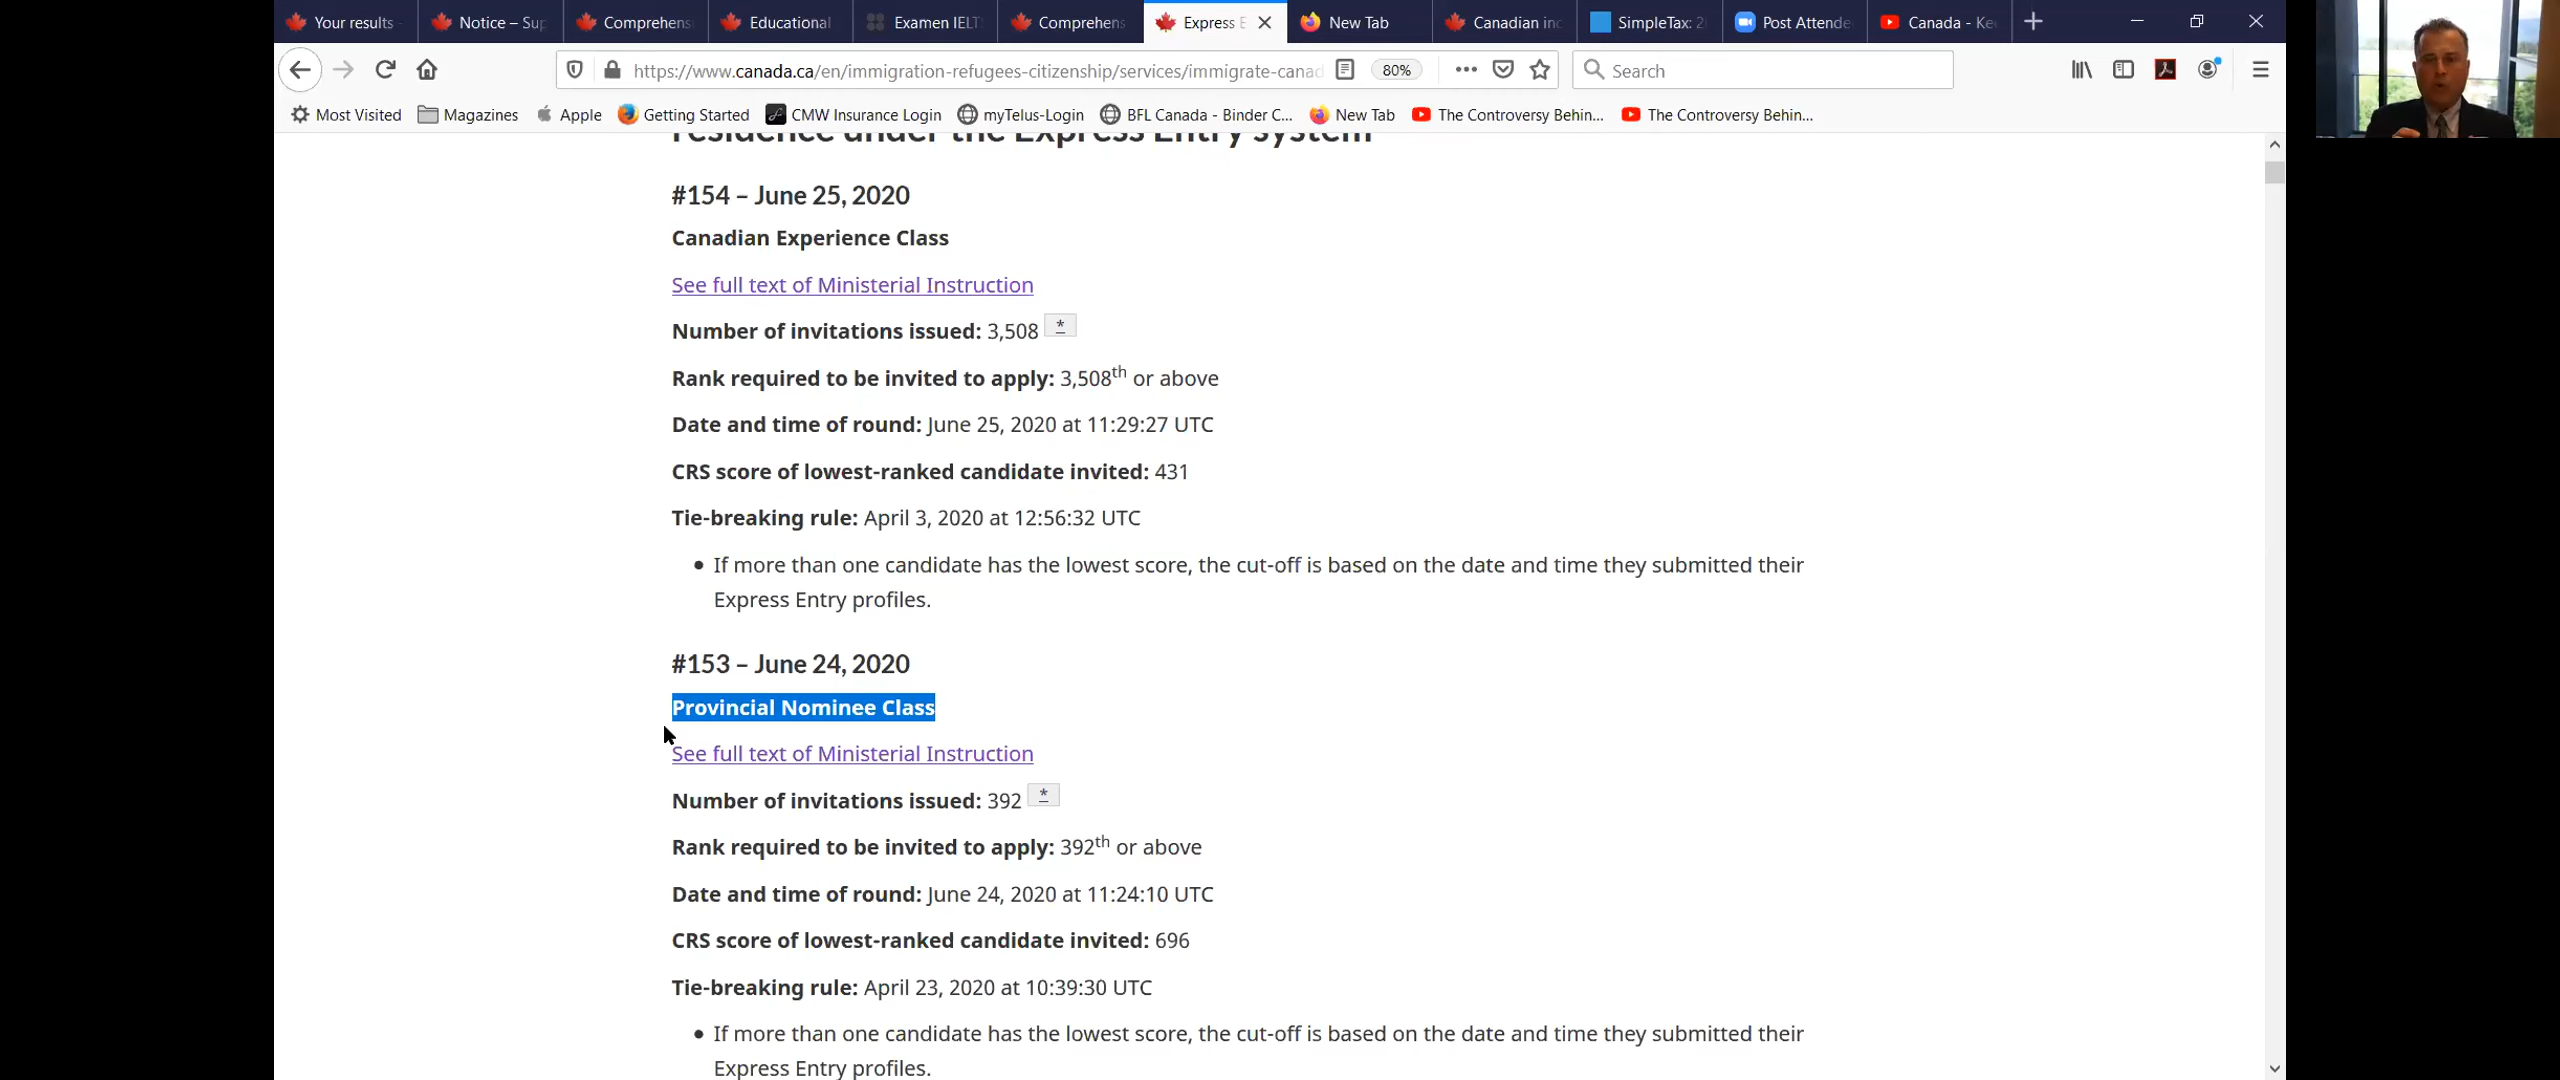 Your results
Notice – Sup
Comprehens
Educational
Examen IELT
Comprehens
Express E
New Tab
Canadian inc
SimpleTax: 2
Post Attende
Canada - Ke
https://www.canada.ca/en/immigration-refugees-citizenship/services/immigrate-canad
80%
Search
Most Visited
Magazines
Apple
Getting Started
CMW Insurance Login
myTelus-Login
BFL Canada - Binder C...
New Tab
The Controversy Behin...
The Controversy Behin...
residence under the Express Entry system
#154 – June 25, 2020
Canadian Experience Class
See full text of Ministerial Instruction
Number of invitations issued: 3,508 *
Rank required to be invited to apply: 3,508th or above
Date and time of round: June 25, 2020 at 11:29:27 UTC
CRS score of lowest-ranked candidate invited: 431
Tie-breaking rule: April 3, 2020 at 12:56:32 UTC
• If more than one candidate has the lowest score, the cut-off is based on the date and time they submitted their
Express Entry profiles.
#153 – June 24, 2020
Provincial Nominee Class
See full text of Ministerial Instruction
Number of invitations issued: 392 *
Rank required to be invited to apply: 392th or above
Date and time of round: June 24, 2020 at 11:24:10 UTC
CRS score of lowest-ranked candidate invited: 696
Tie-breaking rule: April 23, 2020 at 10:39:30 UTC
• If more than one candidate has the lowest score, the cut-off is based on the date and time they submitted their
Express Entry profiles.